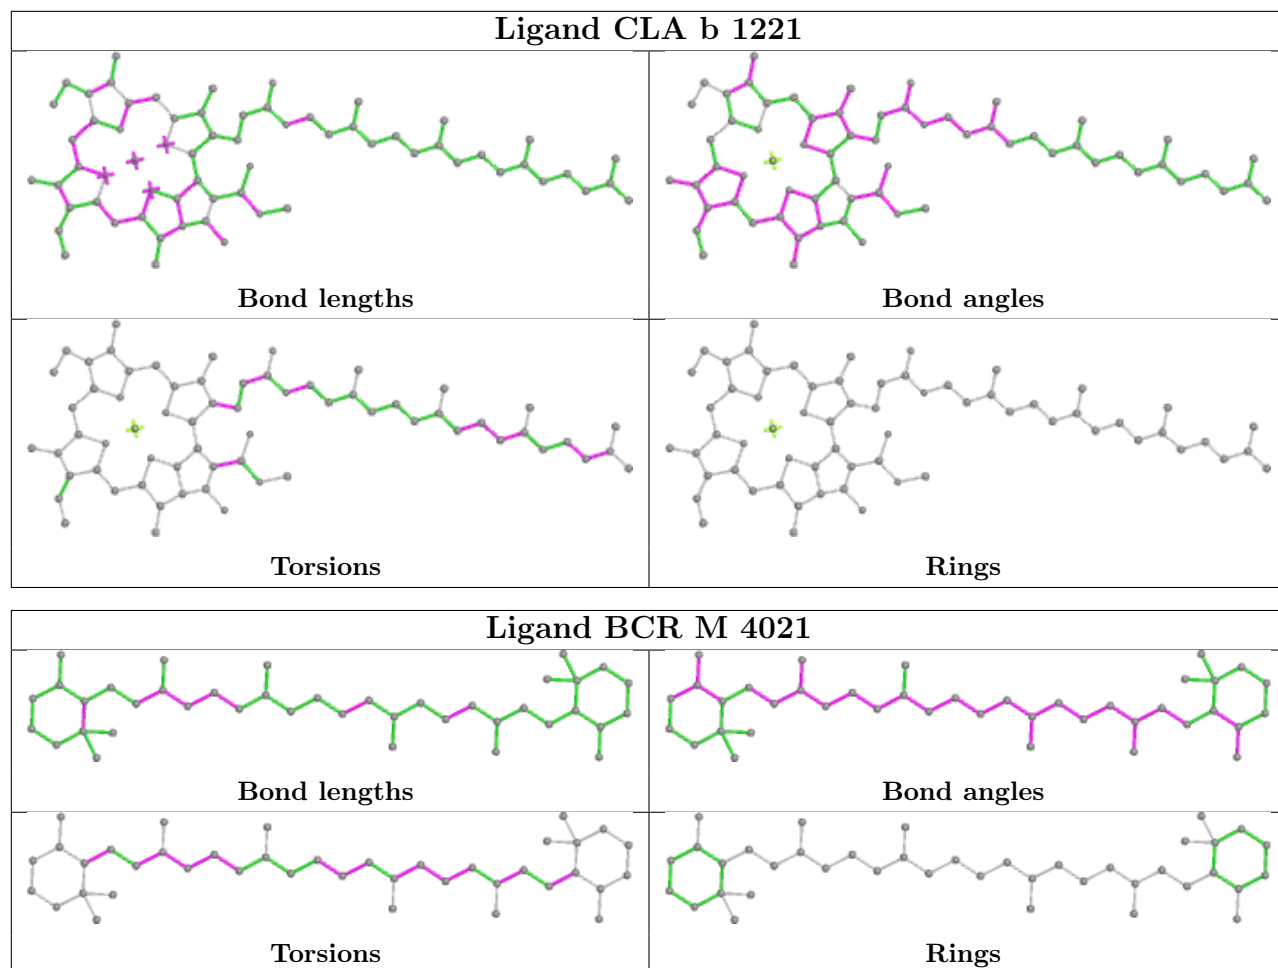 Ligand CLA b 1221
Bond lengths
Bond angles
Torsions
Rings
Ligand BCR M 4021
Bond lengths
Bond angles
Torsions
Rings